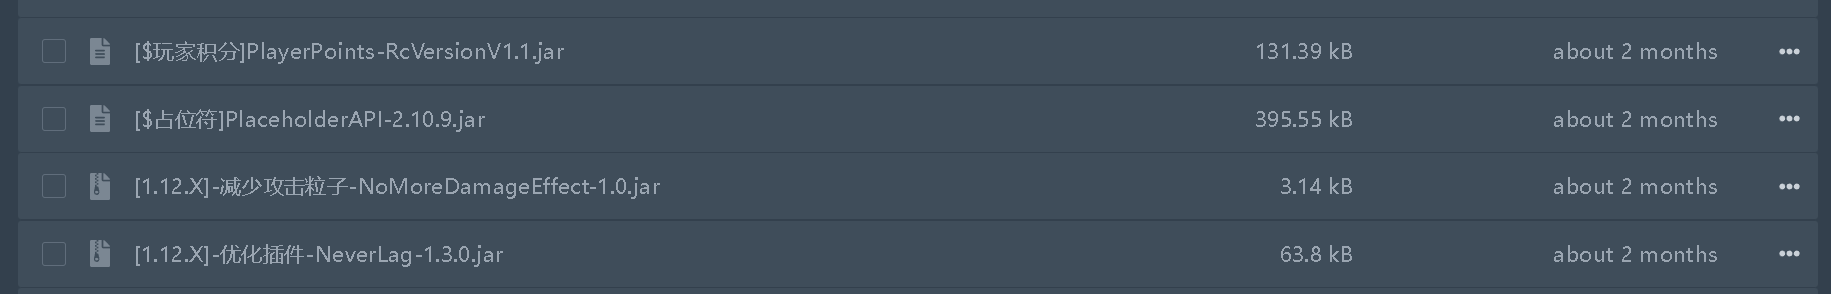 [$玩家积分]PlayerPoints-RcVersionV1.1.jar 131.39 kB about 2 months
[$占位符]PlaceholderAPI-2.10.9.jar 395.55 kB about 2 months
[1.12.X]-减少攻击粒子-NoMoreDamageEffect-1.0.jar 3.14 kB about 2 months
[1.12.X]-优化插件-NeverLag-1.3.0.jar 63.8 kB about 2 months